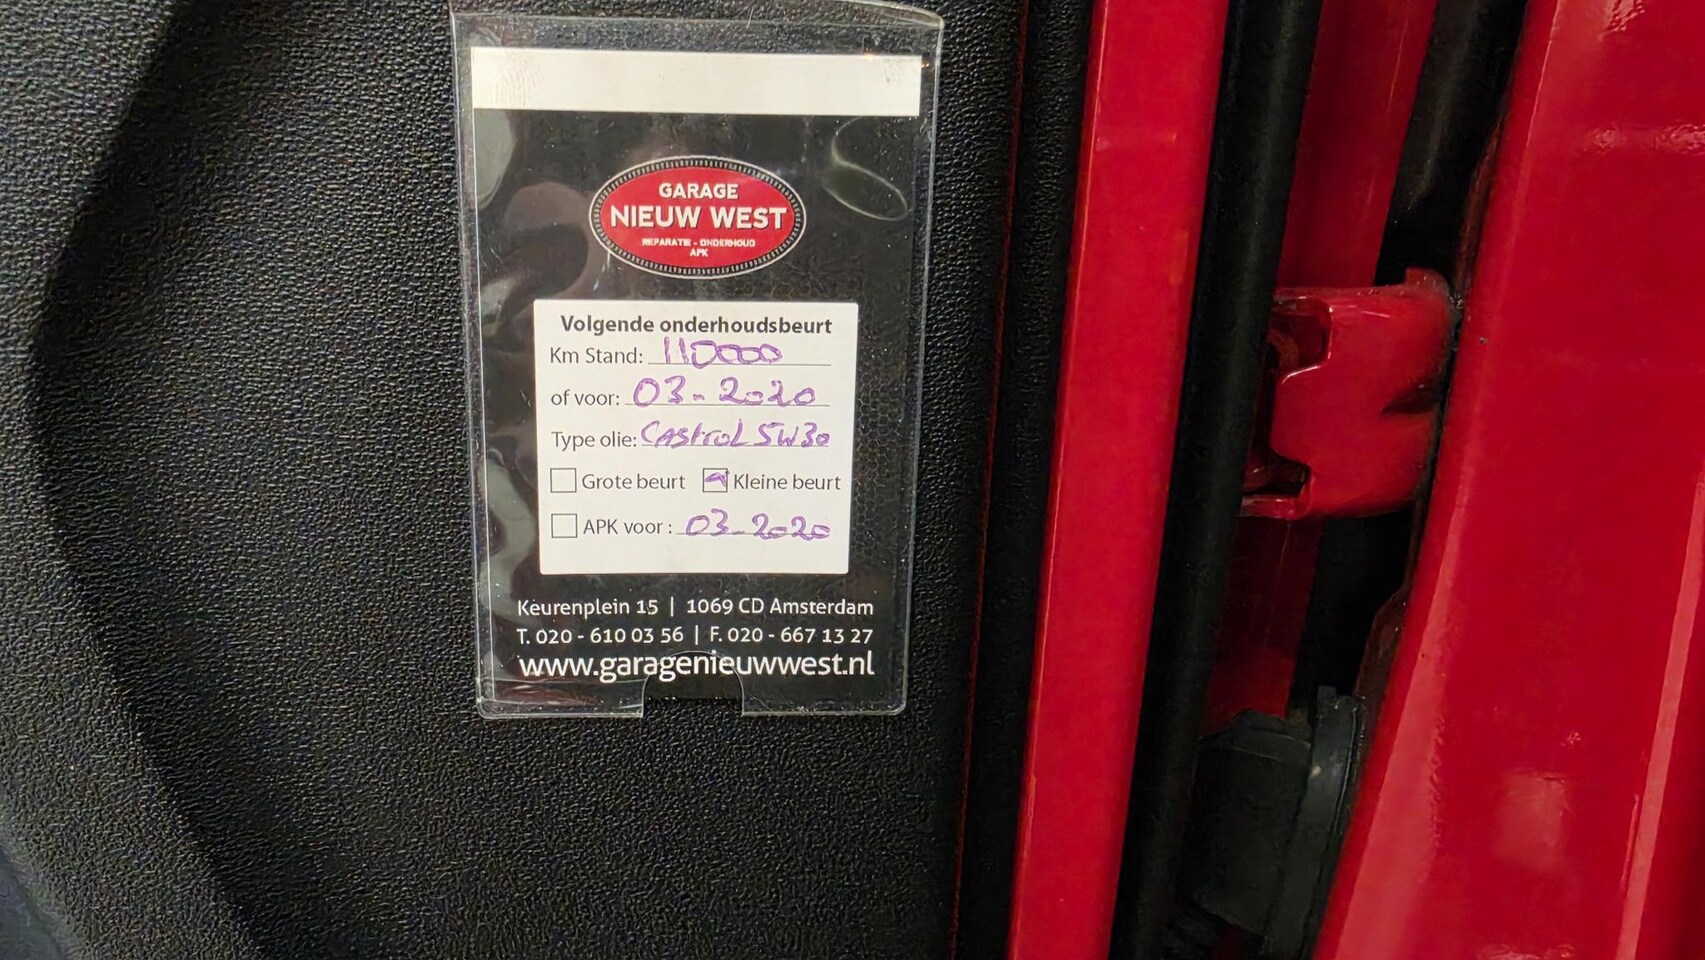 GARAGE
NIEUW WEST
REPARATIE - ONDERHOUD
APK
Volgende onderhoudsbeurt
Km Stand: 110000
of voor: 03-2020
Type olie: Castrol 5W30
Grote beurt Kleine beurt
APK voor: 03-2020
Keurenplein 15 | 1069 CD Amsterdam
T. 020 - 610 03 56 | F. 020 - 667 13 27
www.garagenieuwwest.nl